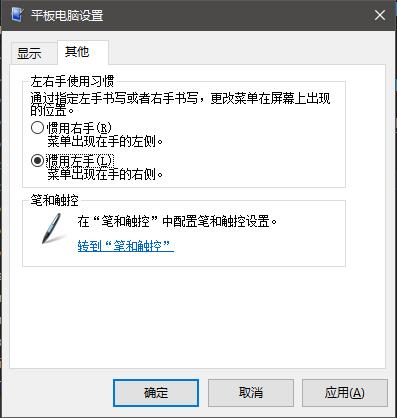 平板电脑设置
显示
其他
左右手使用习惯
通过指定左手书写或者右手书写，更改菜单在屏幕上出现
的位置。
惯用右手(R)
菜单出现在手的左侧。
惯用左手(L)
菜单出现在手的右侧。
笔和触控
在“笔和触控”中配置笔和触控设置。
转到“笔和触控”
确定
取消
应用(A)